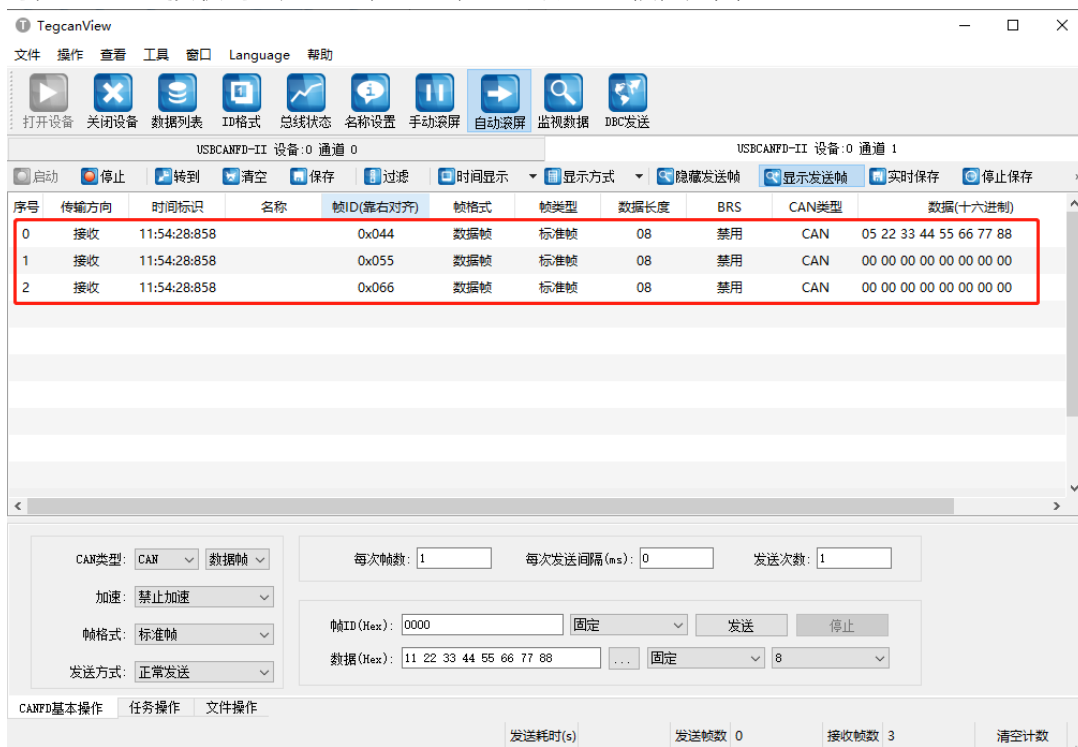 TegcanView
文件 操作 查看 工具 窗口 Language 帮助
打开设备 关闭设备 数据列表 ID格式 总线状态 名称设置 手动滚屏 自动滚屏 监视数据 DBC发送
USBCANFD-II 设备:0 通道 0 USBCANFD-II 设备:0 通道 1
启动 停止 转到 清空 保存 过滤 时间显示 显示方式 隐藏发送帧 显示发送帧 实时保存 停止保存
序号 传输方向 时间标识 名称 帧ID(靠右对齐) 帧格式 帧类型 数据长度 BRS CAN类型 数据(十六进制)
0 接收 11:54:28:858 0x044 数据帧 标准帧 08 禁用 CAN 05 22 33 44 55 66 77 88
1 接收 11:54:28:858 0x055 数据帧 标准帧 08 禁用 CAN 00 00 00 00 00 00 00 00
2 接收 11:54:28:858 0x066 数据帧 标准帧 08 禁用 CAN 00 00 00 00 00 00 00 00
CAN类型: CAN 数据帧 每次帧数: 1 每次发送间隔(ms): 0 发送次数: 1
加速: 禁止加速
帧ID(Hex): 0000 固定 发送 停止
帧格式: 标准帧
数据(Hex): 11 22 33 44 55 66 77 88 ... 固定 8
发送方式: 正常发送
CANFD基本操作 任务操作 文件操作
发送耗时(s) 发送帧数 0 接收帧数 3 清空计数